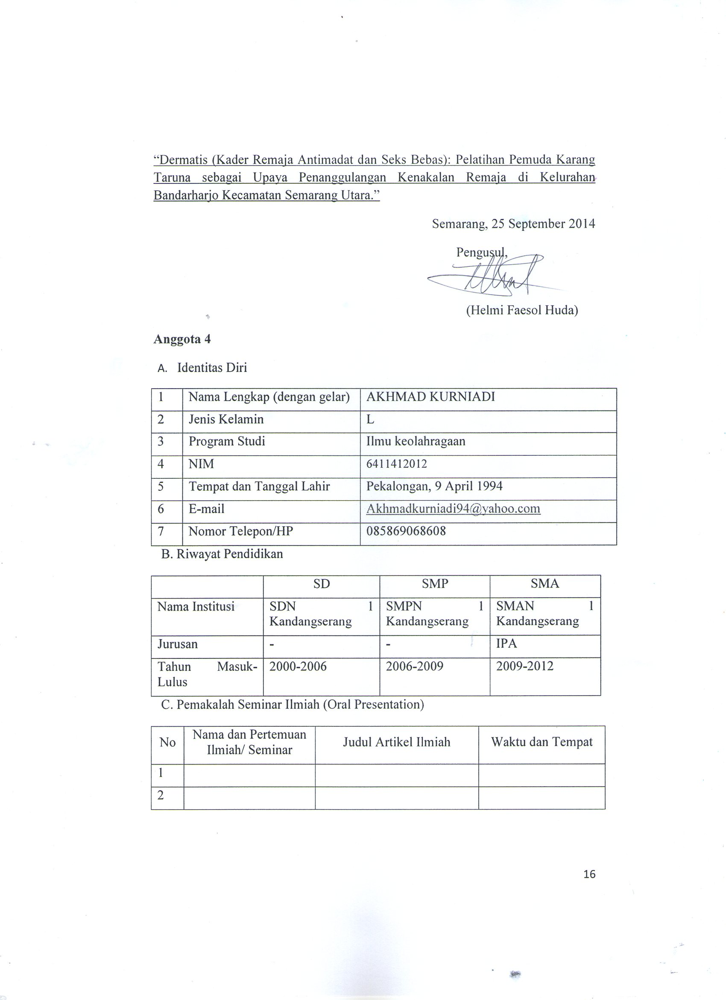 “Dermatis (Kader Remaja Antimadat dan Seks Bebas): Pelatihan Pemuda Karang
Taruna sebagai Upaya Penanggulangan Kenakalan Remaja di Kelurahan
Bandarharjo Kecamatan Semarang Utara.”
Semarang, 25 September 2014
Pengusul,
(Helmi Faesol Huda)
Anggota 4
A. Identitas Diri
1 Nama Lengkap (dengan gelar) AKHMAD KURNIADI
2 Jenis Kelamin L
3 Program Studi Ilmu keolahragaan
4 NIM 6411412012
5 Tempat dan Tanggal Lahir Pekalongan, 9 April 1994
6 E-mail Akhmadkurniadi94@yahoo.com
7 Nomor Telepon/HP 085869068608
B. Riwayat Pendidikan
SD SMP SMA
Nama Institusi SDN 1 SMPN 1 SMAN 1
Kandangserang Kandangserang Kandangserang
Jurusan - - IPA
Tahun Masuk- 2000-2006 2006-2009 2009-2012
Lulus
C. Pemakalah Seminar Ilmiah (Oral Presentation)
No Nama dan Pertemuan Judul Artikel Ilmiah Waktu dan Tempat
Ilmiah/ Seminar
1
2
16